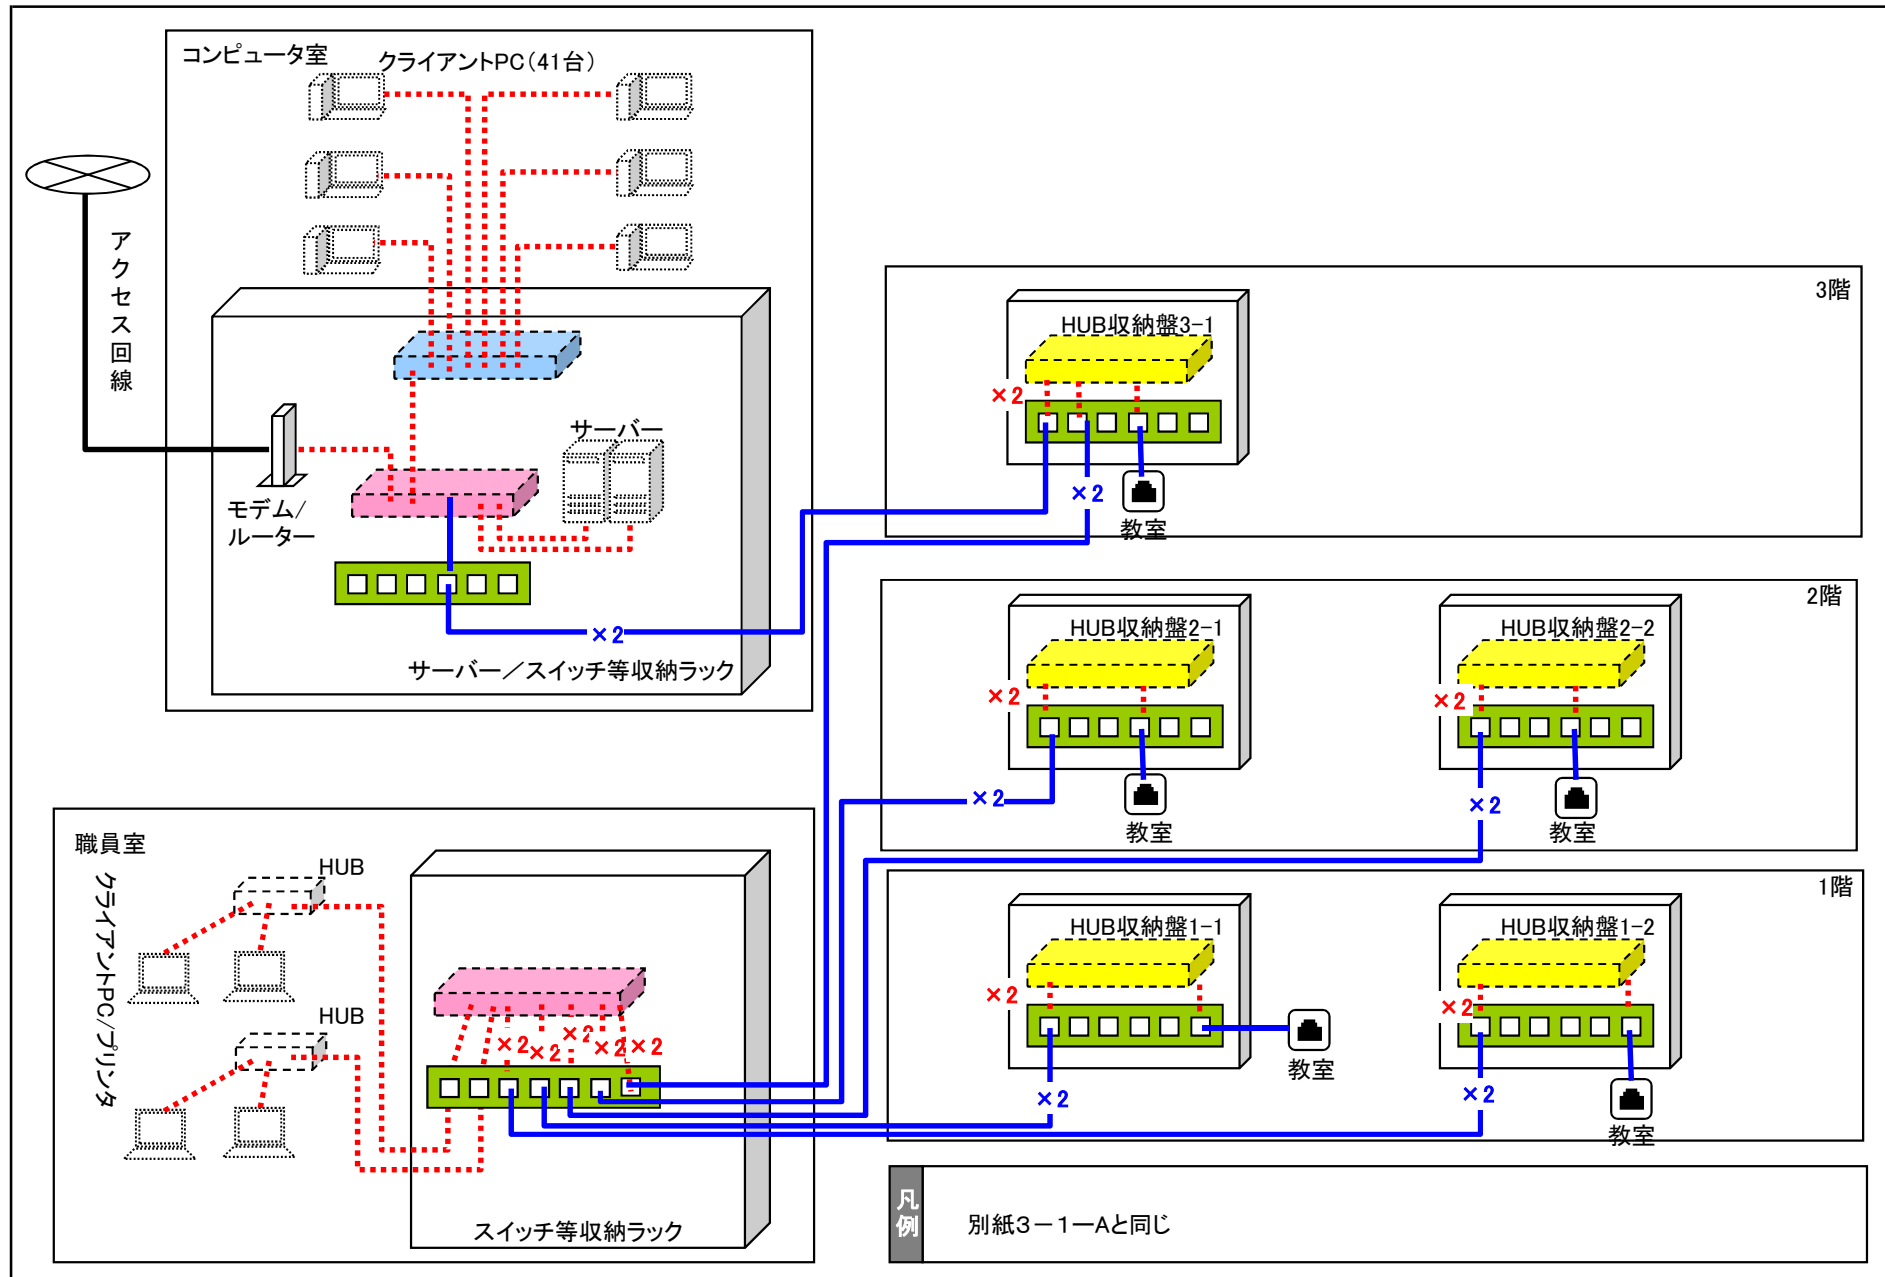 コンピュータ室
クライアントPC(41台)
アクセス回線
モデム/
ルーター
サーバー
×2
サーバー／スイッチ等収納ラック
3階
HUB収納盤3-1
×2
×2
教室
2階
HUB収納盤2-1
×2
×2
教室
HUB収納盤2-2
×2
×2
教室
1階
HUB収納盤1-1
×2
×2
教室
HUB収納盤1-2
×2
×2
教室
職員室
クライアントPC/プリンタ
HUB
HUB
×2
×2
×2
×2
×2
スイッチ等収納ラック
凡例
別紙３－１ーAと同じ